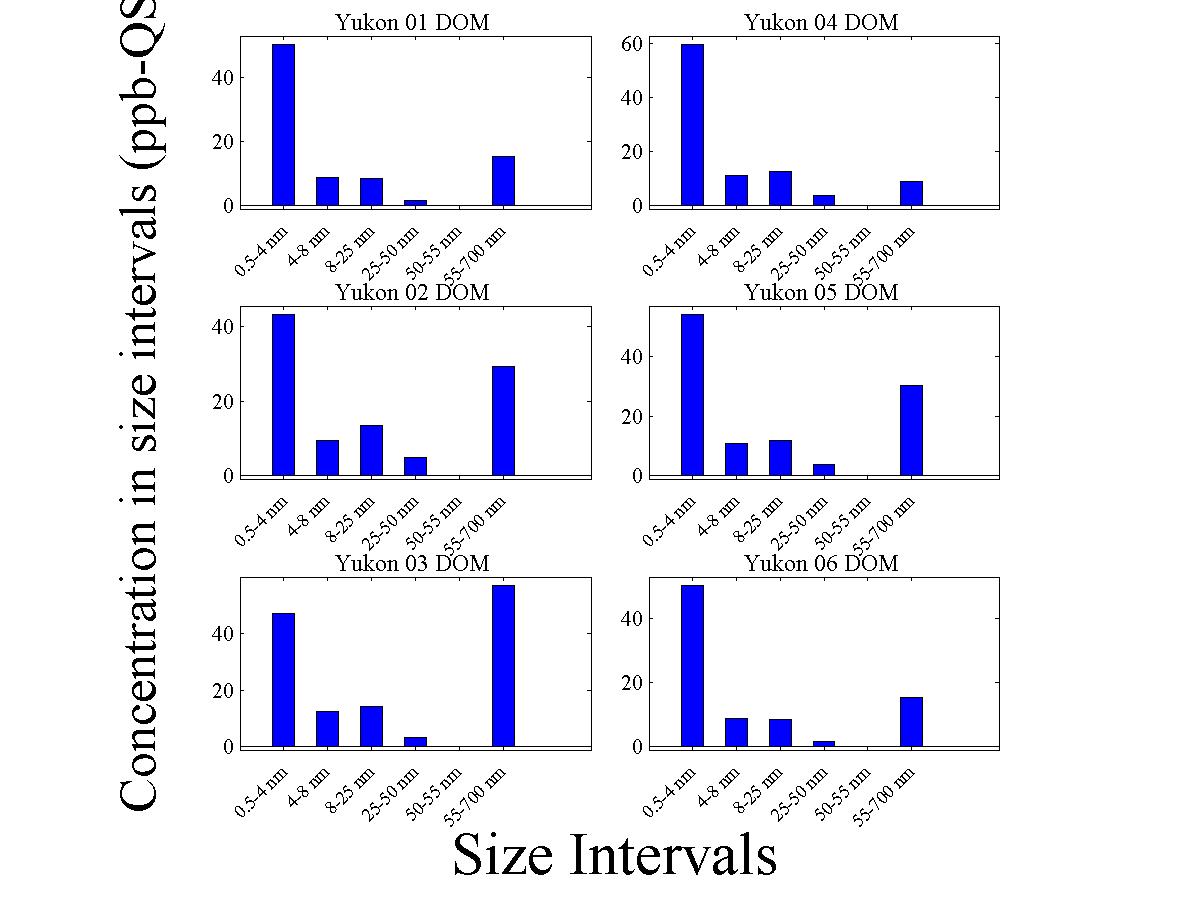 Concentration in size intervals (ppb-QS
Yukon 01 DOM
40
20
0
0.5-4 nm
4-8 nm
8-25 nm
25-50 nm
50-55 nm
55-700 nm
Yukon 04 DOM
60
40
20
0
0.5-4 nm
4-8 nm
8-25 nm
25-50 nm
50-55 nm
55-700 nm
Yukon 02 DOM
40
20
0
0.5-4 nm
4-8 nm
8-25 nm
25-50 nm
50-55 nm
55-700 nm
Yukon 05 DOM
40
20
0
0.5-4 nm
4-8 nm
8-25 nm
25-50 nm
50-55 nm
55-700 nm
Yukon 03 DOM
40
20
0
0.5-4 nm
4-8 nm
8-25 nm
25-50 nm
50-55 nm
55-700 nm
Yukon 06 DOM
40
20
0
0.5-4 nm
4-8 nm
8-25 nm
25-50 nm
50-55 nm
55-700 nm
Size Intervals